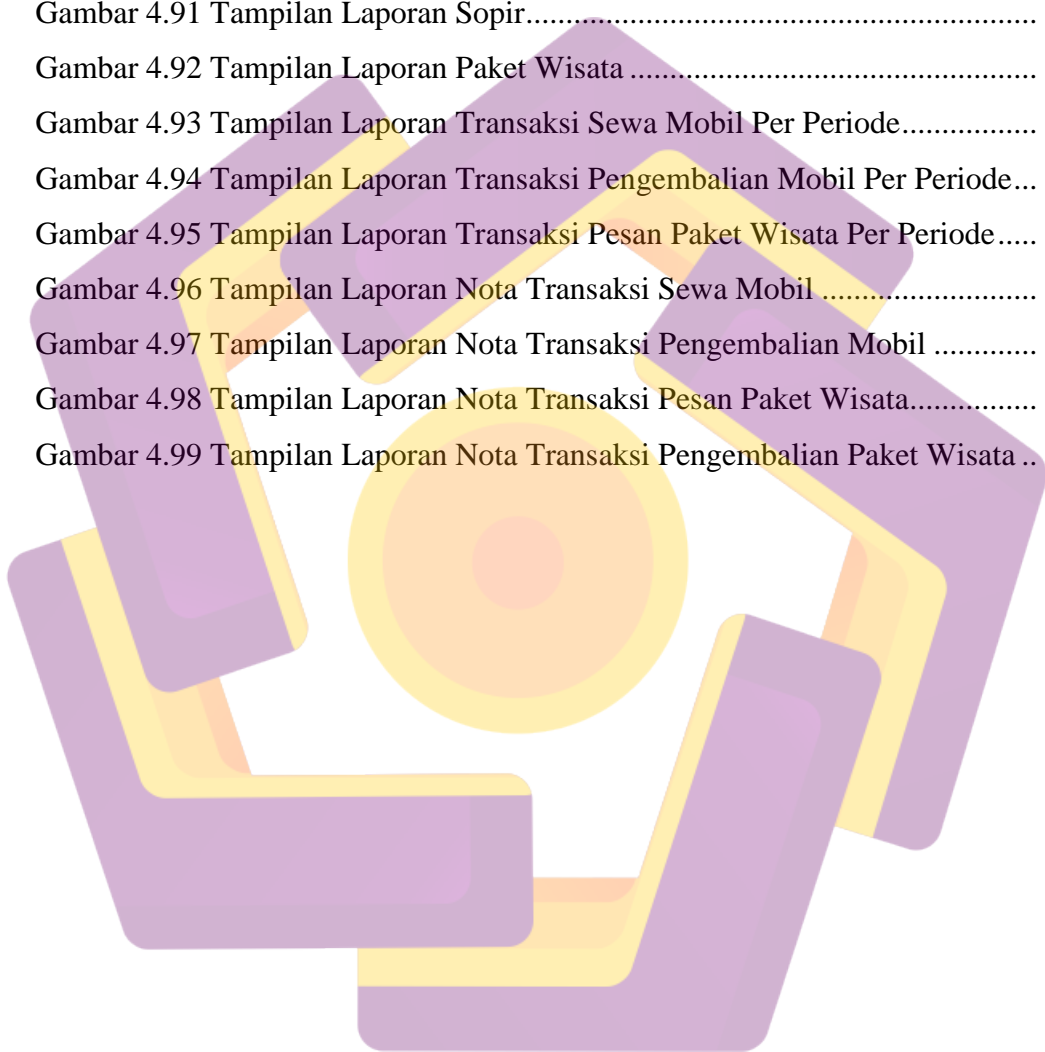 Gambar 4.91 Tampilan Laporan Sopir................................................................
Gambar 4.92 Tampilan Laporan Paket Wisata ...................................................
Gambar 4.93 Tampilan Laporan Transaksi Sewa Mobil Per Periode.................
Gambar 4.94 Tampilan Laporan Transaksi Pengembalian Mobil Per Periode...
Gambar 4.95 Tampilan Laporan Transaksi Pesan Paket Wisata Per Periode.....
Gambar 4.96 Tampilan Laporan Nota Transaksi Sewa Mobil ...........................
Gambar 4.97 Tampilan Laporan Nota Transaksi Pengembalian Mobil .............
Gambar 4.98 Tampilan Laporan Nota Transaksi Pesan Paket Wisata................
Gambar 4.99 Tampilan Laporan Nota Transaksi Pengembalian Paket Wisata ..